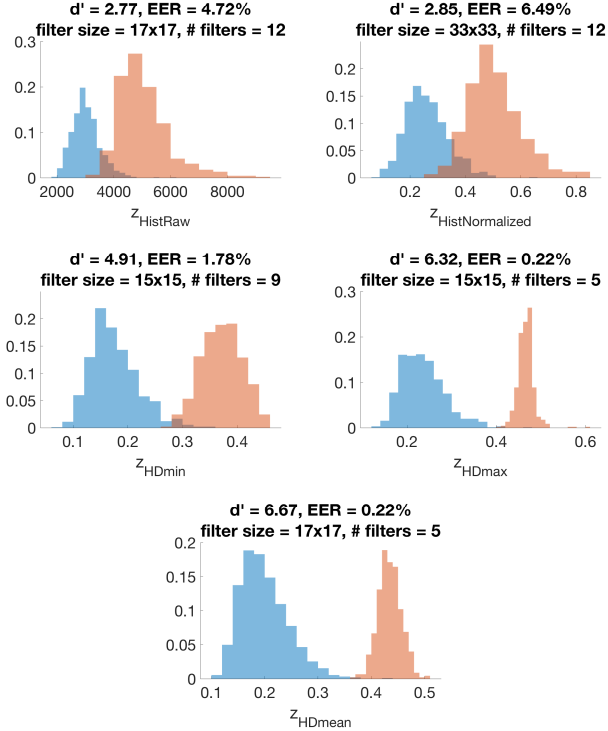 d' = 2.77, EER = 4.72%
filter size = 17x17, # filters = 12
0.3
0.2
0.1
0
2000 4000 6000 8000
zHistRaw
d' = 2.85, EER = 6.49%
filter size = 33x33, # filters = 12
0.2
0.15
0.1
0.05
0
0.2 0.4 0.6 0.8
zHistNormalized
d' = 4.91, EER = 1.78%
filter size = 15x15, # filters = 9
0.2
0.15
0.1
0.05
0
0.1 0.2 0.3 0.4
zHDmin
d' = 6.32, EER = 0.22%
filter size = 15x15, # filters = 5
0.3
0.2
0.1
0
0.2 0.4 0.6
zHDmax
d' = 6.67, EER = 0.22%
filter size = 17x17, # filters = 5
0.2
0.15
0.1
0.05
0
0.1 0.2 0.3 0.4 0.5
zHDmean